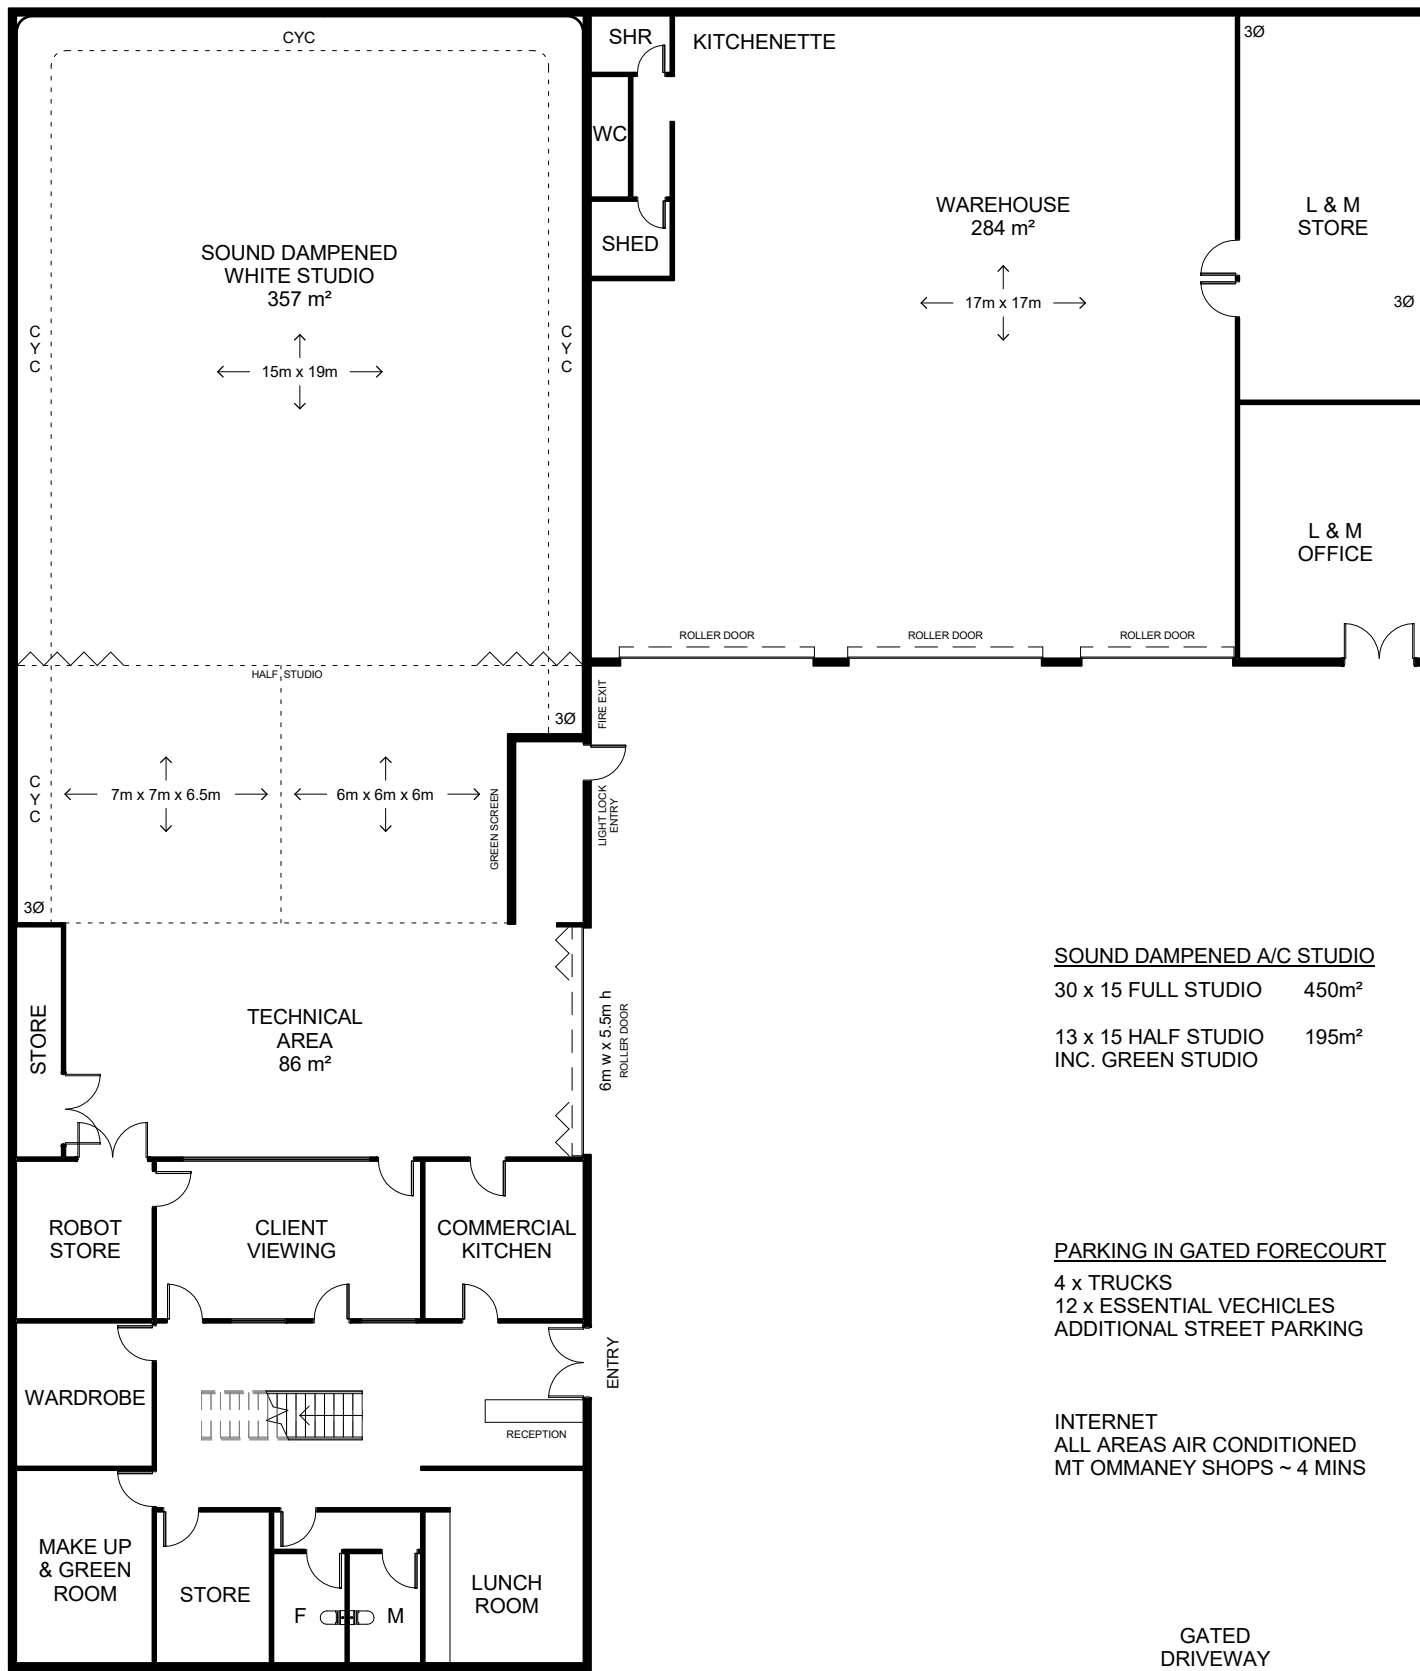 CYC
SHR
KITCHENETTE
3Ø
WC
WAREHOUSE
284 m²
L & M
STORE
SHED
SOUND DAMPENED
WHITE STUDIO
357 m²
17m x 17m
3Ø
C
Y
C
C
Y
C
15m x 19m
L & M
OFFICE
ROLLER DOOR
ROLLER DOOR
ROLLER DOOR
HALF STUDIO
FIRE EXIT
3Ø
C
Y
C
7m x 7m x 6.5m
6m x 6m x 6m
GREEN SCREEN
LIGHT LOCK
ENTRY
3Ø
STORE
TECHNICAL
AREA
86 m²
6m w x 5.5m h
ROLLER DOOR
SOUND DAMPENED A/C STUDIO
30 x 15 FULL STUDIO 450m²
13 x 15 HALF STUDIO 195m²
INC. GREEN STUDIO
ROBOT
STORE
CLIENT
VIEWING
COMMERCIAL
KITCHEN
PARKING IN GATED FORECOURT
4 x TRUCKS
12 x ESSENTIAL VECHICLES
ADDITIONAL STREET PARKING
WARDROBE
ENTRY
RECEPTION
INTERNET
ALL AREAS AIR CONDITIONED
MT OMMANEY SHOPS ~ 4 MINS
MAKE UP
& GREEN
ROOM
STORE
F
M
LUNCH
ROOM
GATED
DRIVEWAY